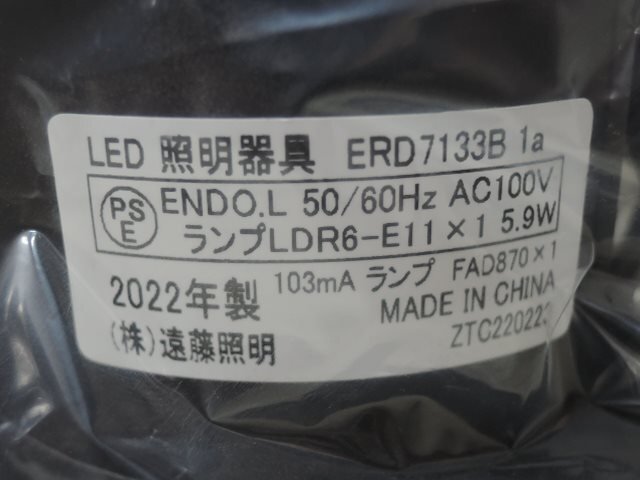 LED 照明器具 ERD7133B 1a
PS E ENDO.L 50/60Hz AC100V
ランプLDR6-E11×1 5.9W
103mA ランプ FAD870×1
2022年製 MADE IN CHINA
(株)遠藤照明